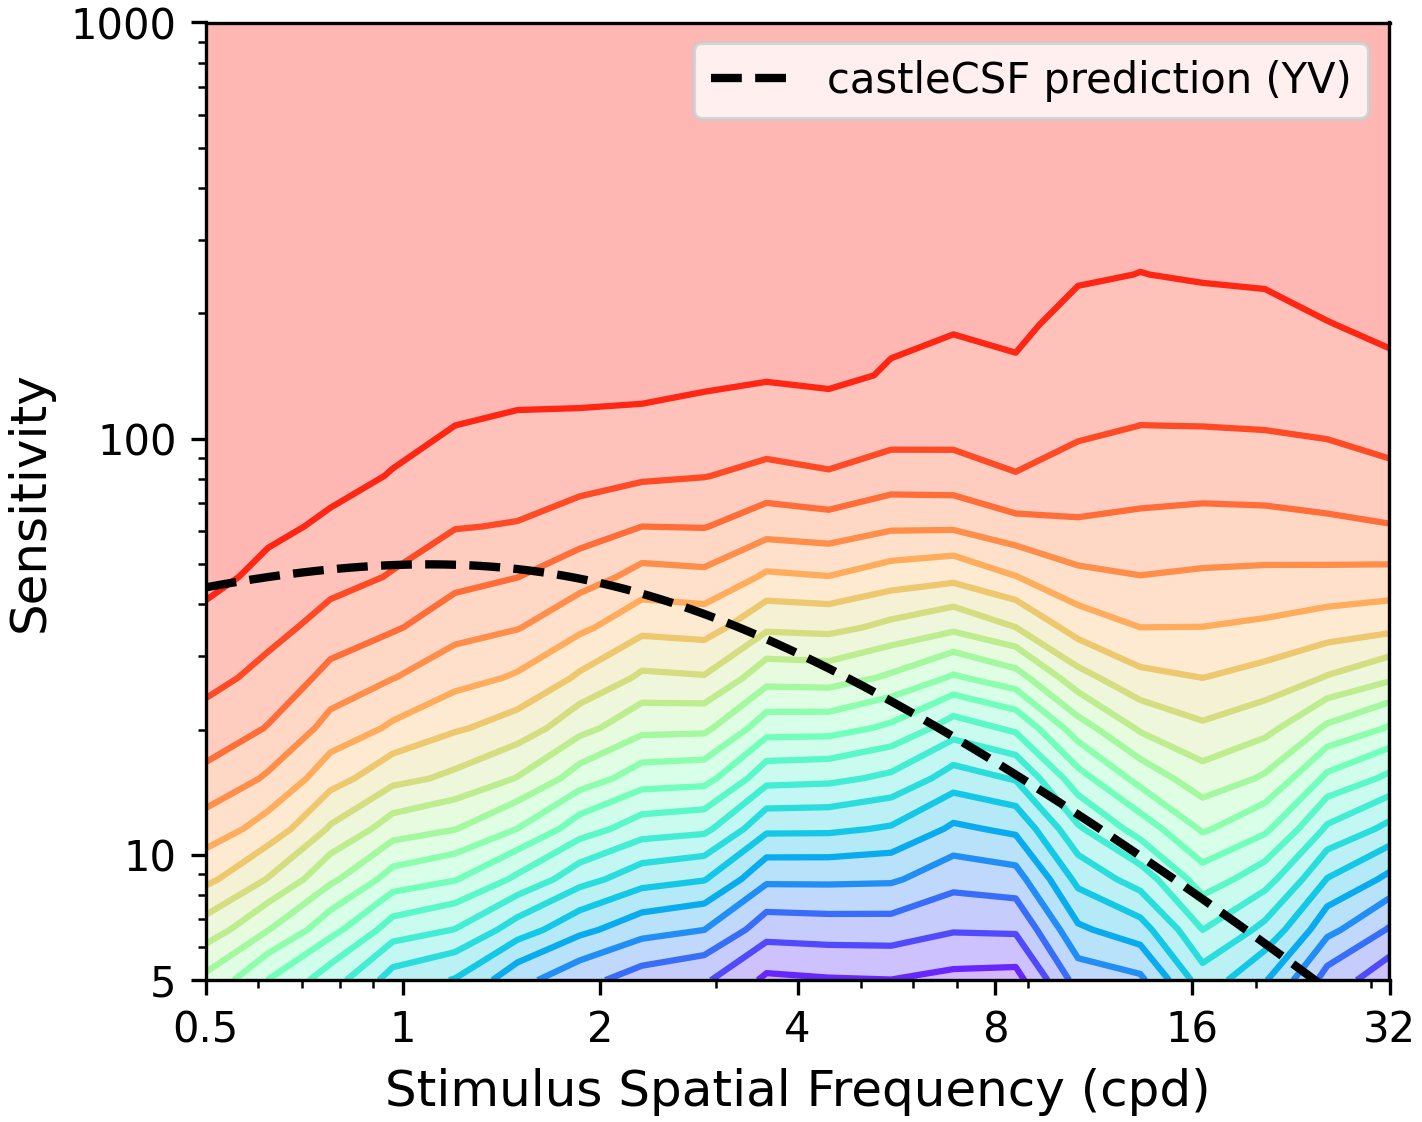 1000
100
10
5
Sensitivity
castleCSF prediction (YV)
0.5 1 2 4 8 16 32
Stimulus Spatial Frequency (cpd)